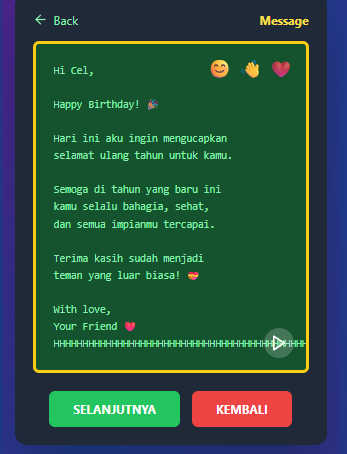 Back
Message
Hi Cel,
Happy Birthday! 🎉
Hari ini aku ingin mengucapkan
selamat ulang tahun untuk kamu.
Semoga di tahun yang baru ini
kamu selalu bahagia, sehat,
dan semua impianmu tercapai.
Terima kasih sudah menjadi
teman yang luar biasa! 💝
With love,
Your Friend 💗
SELANJUTNYA
KEMBALI